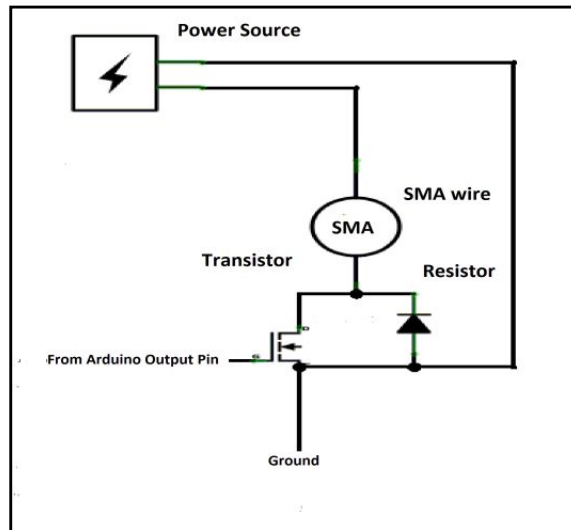 Power Source
SMA wire
SMA
Transistor
Resistor
From Arduino Output Pin
Ground